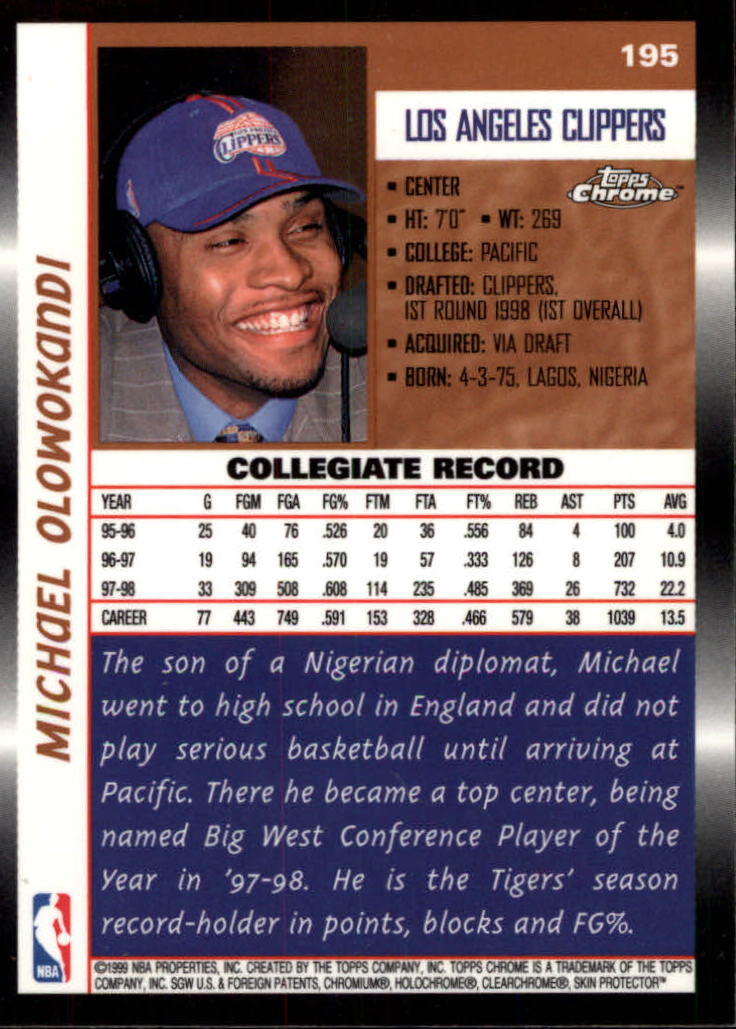 195
LOS ANGELES CLIPPERS
LOS ANGELES
CLIPPERS
Topps
Chrome™
▪ CENTER
▪ HT: 7'0" ▪ WT: 269
▪ COLLEGE: PACIFIC
▪ DRAFTED: CLIPPERS,
1ST ROUND 1998 (1ST OVERALL)
▪ ACQUIRED: VIA DRAFT
▪ BORN: 4-3-75, LAGOS, NIGERIA
MICHAEL OLOWOKANDI
COLLEGIATE RECORD
YEAR G FGM FGA FG% FTM FTA FT% REB AST PTS AVG
95-96 25 40 76 .526 20 36 .556 84 4 100 4.0
96-97 19 94 165 .570 19 57 .333 126 8 207 10.9
97-98 33 309 508 .608 114 235 .485 369 26 732 22.2
CAREER 77 443 749 .591 153 328 .466 579 38 1039 13.5
The son of a Nigerian diplomat, Michael
went to high school in England and did not
play serious basketball until arriving at
Pacific. There he became a top center, being
named Big West Conference Player of the
Year in '97-98. He is the Tigers' season
record-holder in points, blocks and FG%.
NBA
©1999 NBA PROPERTIES, INC. CREATED BY THE TOPPS COMPANY, INC. TOPPS CHROME IS A TRADEMARK OF THE TOPPS
COMPANY, INC. SGW U.S. & FOREIGN PATENTS, CHROMIUM®, HOLOCHROME®, CLEARCHROME®, SKIN PROTECTOR™